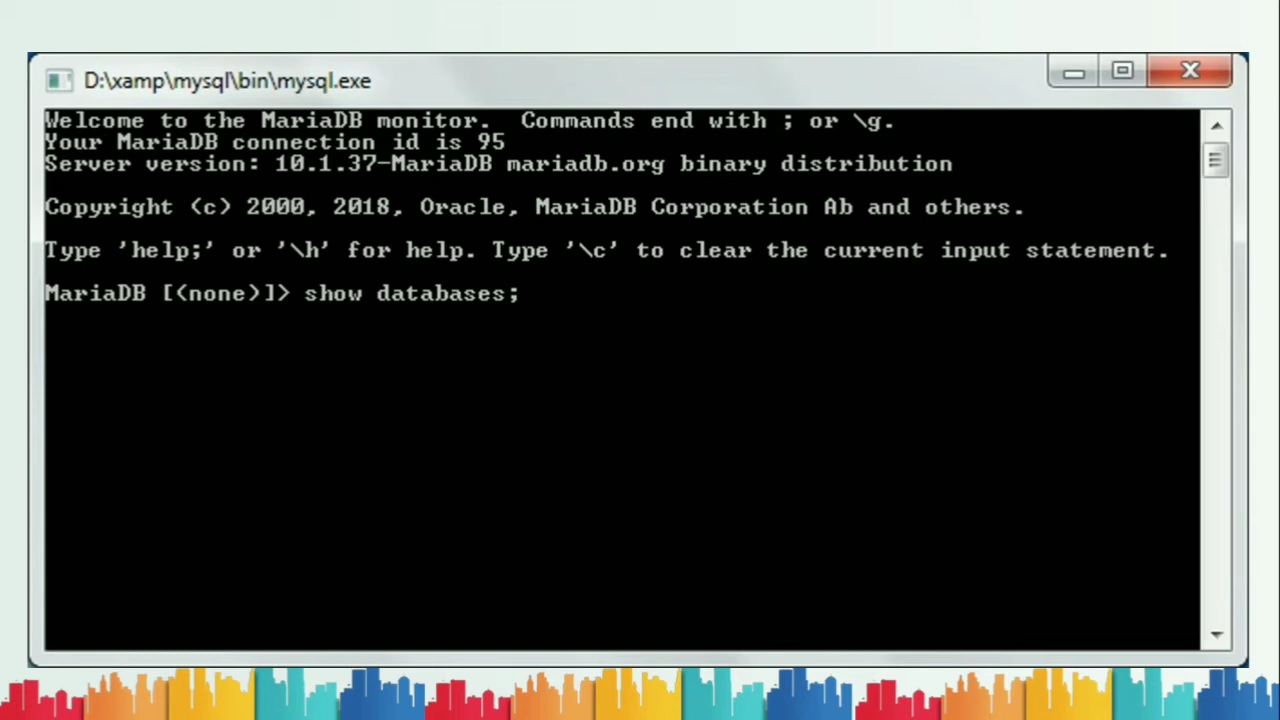 D:\xamp\mysql\bin\mysql.exe
Welcome to the MariaDB monitor.  Commands end with ; or \g.
Your MariaDB connection id is 95
Server version: 10.1.37-MariaDB mariadb.org binary distribution
Copyright (c) 2000, 2018, Oracle, MariaDB Corporation Ab and others.
Type 'help;' or '\h' for help. Type '\c' to clear the current input statement.
MariaDB [(none)]> show databases;